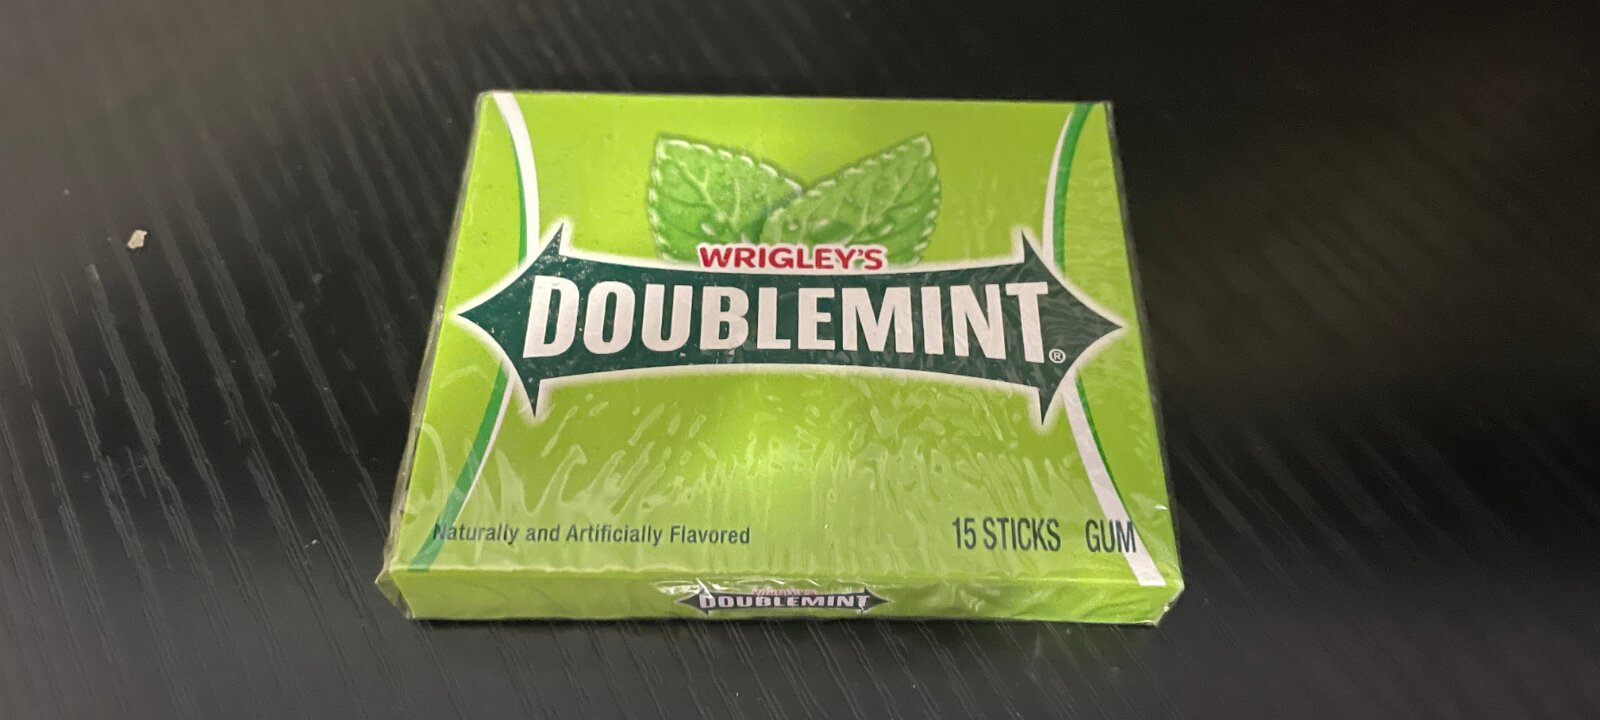 WRIGLEY'S
DOUBLEMINT®
Naturally and Artificially Flavored
15 STICKS GUM
DOUBLEMINT